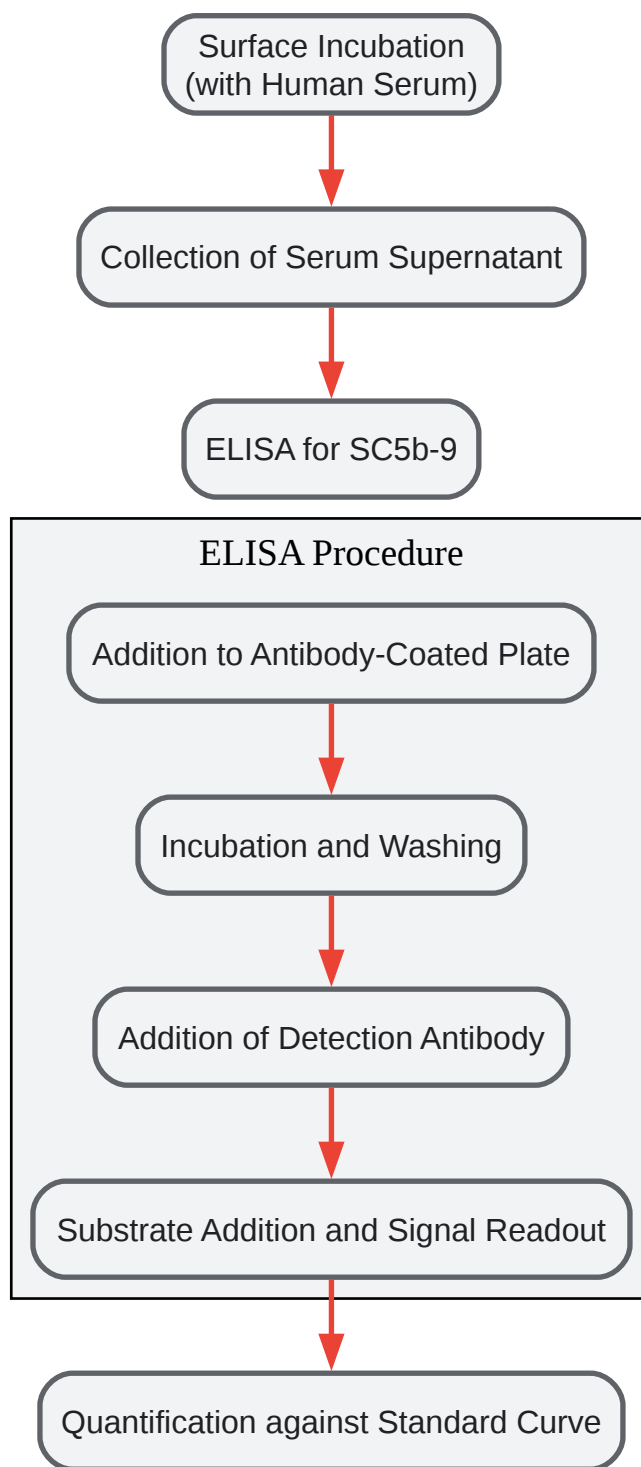 Surface Incubation
(with Human Serum)
Collection of Serum Supernatant
ELISA for SC5b-9
ELISA Procedure
Addition to Antibody-Coated Plate
Incubation and Washing
Addition of Detection Antibody
Substrate Addition and Signal Readout
Quantification against Standard Curve